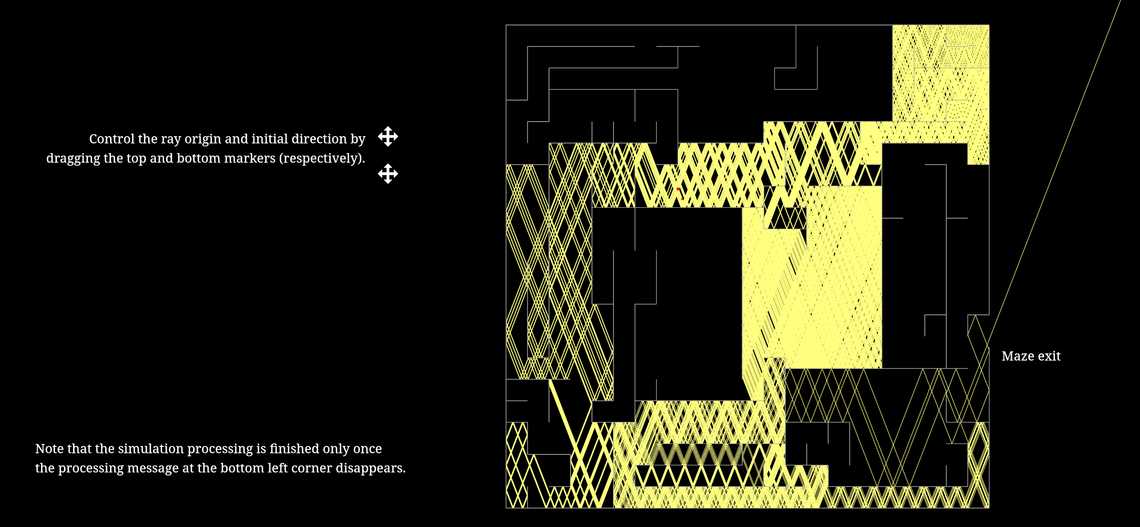 Control the ray origin and initial direction by
dragging the top and bottom markers (respectively).
Maze exit
Note that the simulation processing is finished only once
the processing message at the bottom left corner disappears.